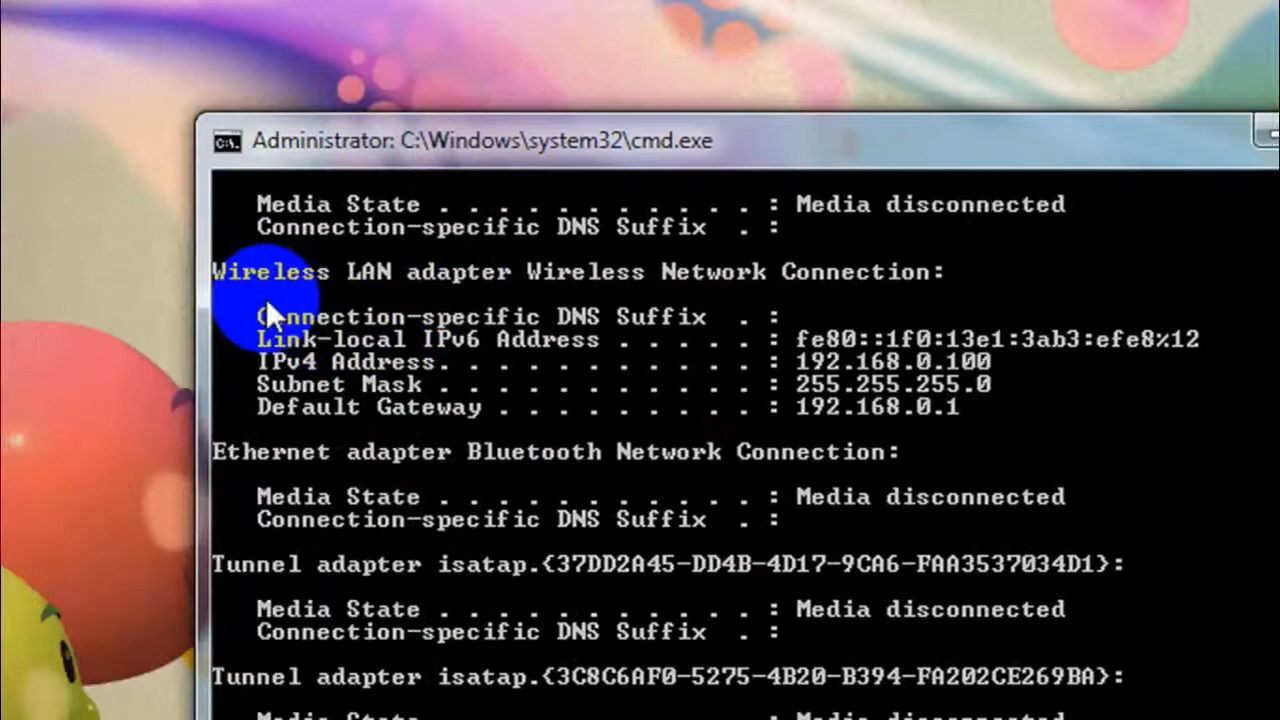 Administrator: C:\Windows\system32\cmd.exe
Media State . . . . . . . . . . . : Media disconnected
Connection-specific DNS Suffix  . :
Wireless LAN adapter Wireless Network Connection:
Connection-specific DNS Suffix  . :
Link-local IPv6 Address . . . . . : fe80::1f0:13e1:3ab3:efe8%12
IPv4 Address. . . . . . . . . . . : 192.168.0.100
Subnet Mask . . . . . . . . . . . : 255.255.255.0
Default Gateway . . . . . . . . . : 192.168.0.1
Ethernet adapter Bluetooth Network Connection:
Media State . . . . . . . . . . . : Media disconnected
Connection-specific DNS Suffix  . :
Tunnel adapter isatap.{37DD2A45-DD4B-4D17-9CA6-FAA3537034D1}:
Media State . . . . . . . . . . . : Media disconnected
Connection-specific DNS Suffix  . :
Tunnel adapter isatap.{3C8C6AF0-5275-4B20-B394-FA202CE269BA}:
Media State . . . . . . . . . . . : Media disconnected